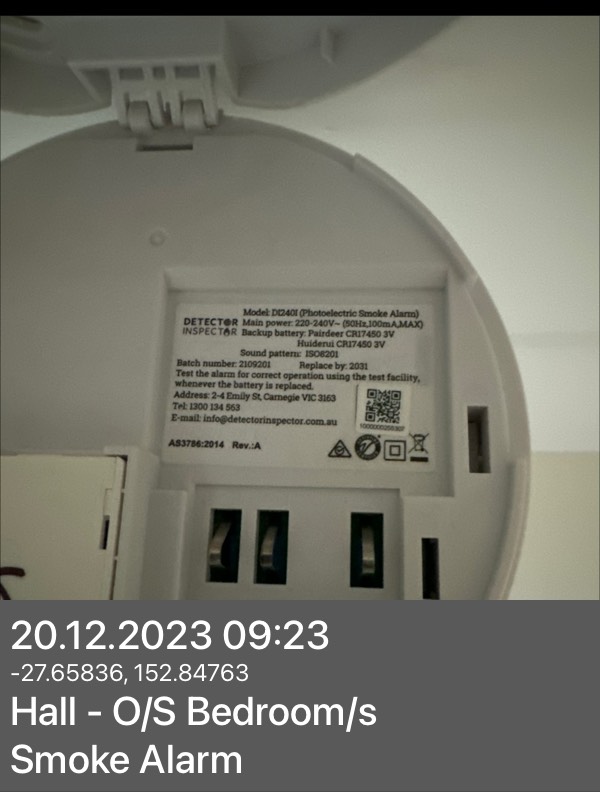 DETECTOR
INSPECTOR
Model: DI240I (Photoelectric Smoke Alarm)
Main power: 220-240V~ (50Hz,100mA,MAX)
Backup battery: Pairdeer CR17450 3V
Huiderui CR17450 3V
Sound pattern: ISO8201
Batch number: 2109201 Replace by: 2031
Test the alarm for correct operation using the test facility,
whenever the battery is replaced.
Address: 2-4 Emily St, Carnegie VIC 3163
Tel: 1300 134 563
E-mail: info@detectorinspector.com.au
AS3786:2014 Rev.:A
20.12.2023 09:23
-27.65836, 152.84763
Hall - O/S Bedroom/s
Smoke Alarm